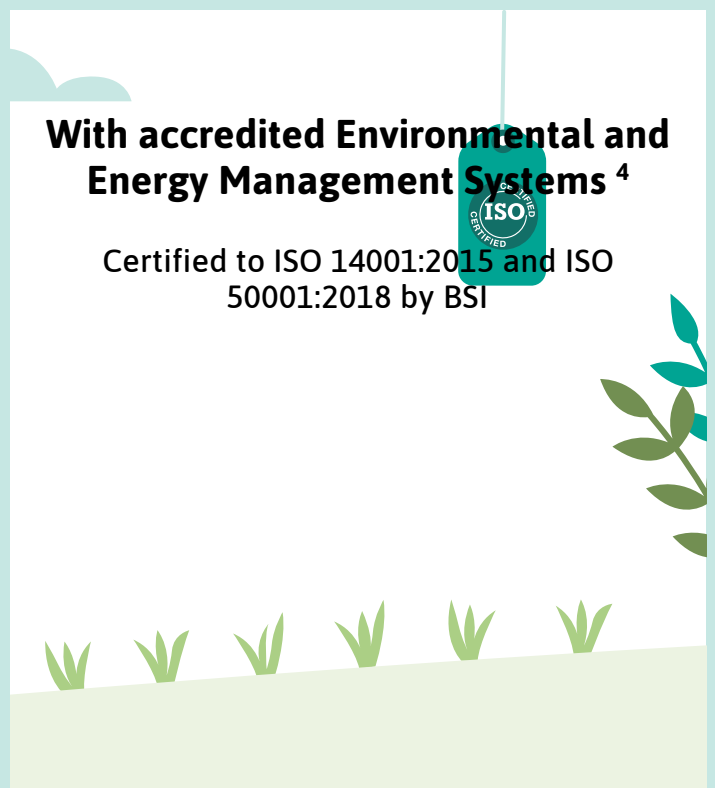 With accredited Environmental and
Energy Management Systems ⁴
CERTIFIED
ISO
CERTIFIED
Certified to ISO 14001:2015 and ISO
50001:2018 by BSI